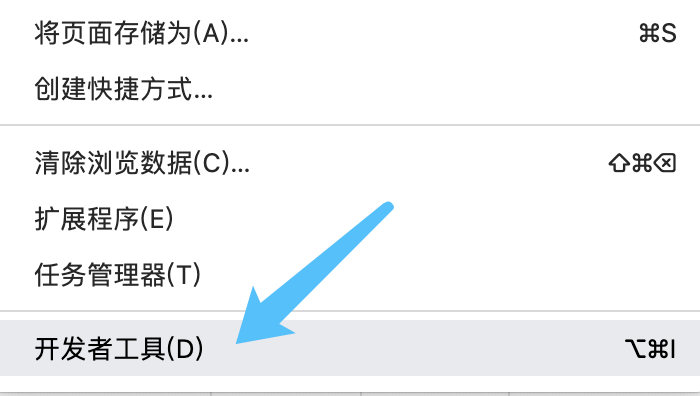 将页面存储为(A)... ⌘S
创建快捷方式...
清除浏览数据(C)... ⇧⌘⌫
扩展程序(E)
任务管理器(T)
开发者工具(D) ⌥⌘I